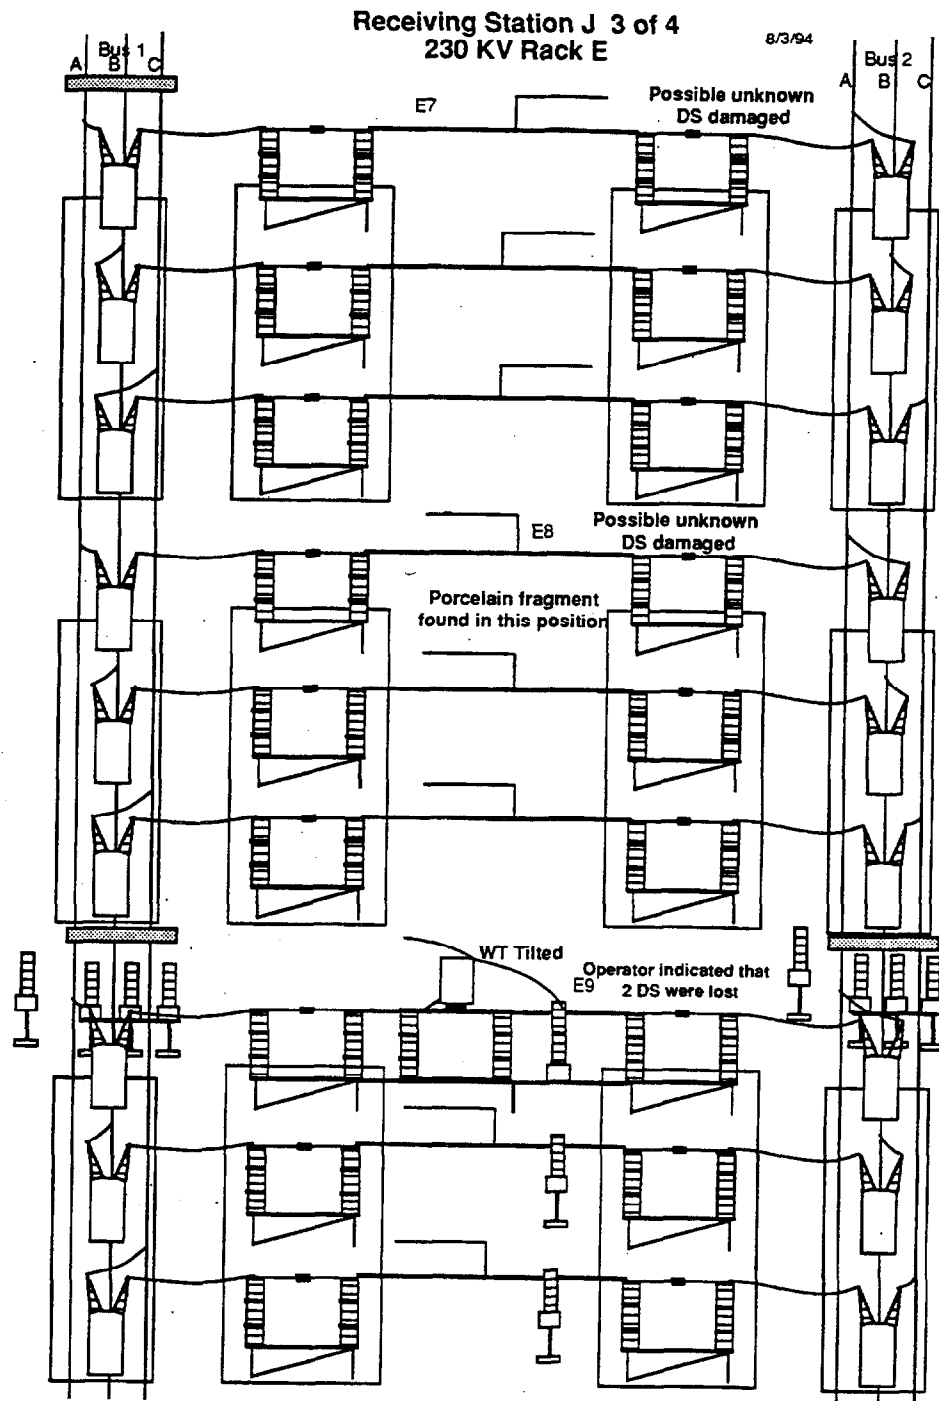 Receiving Station J 3 of 4
230 KV Rack E
8/3/94
Bus 1
A B C
Bus 2
A B C
E7
Possible unknown
DS damaged
E8
Possible unknown
DS damaged
Porcelain fragment
found in this position
WT Tilted
E9
Operator indicated that
2 DS were lost